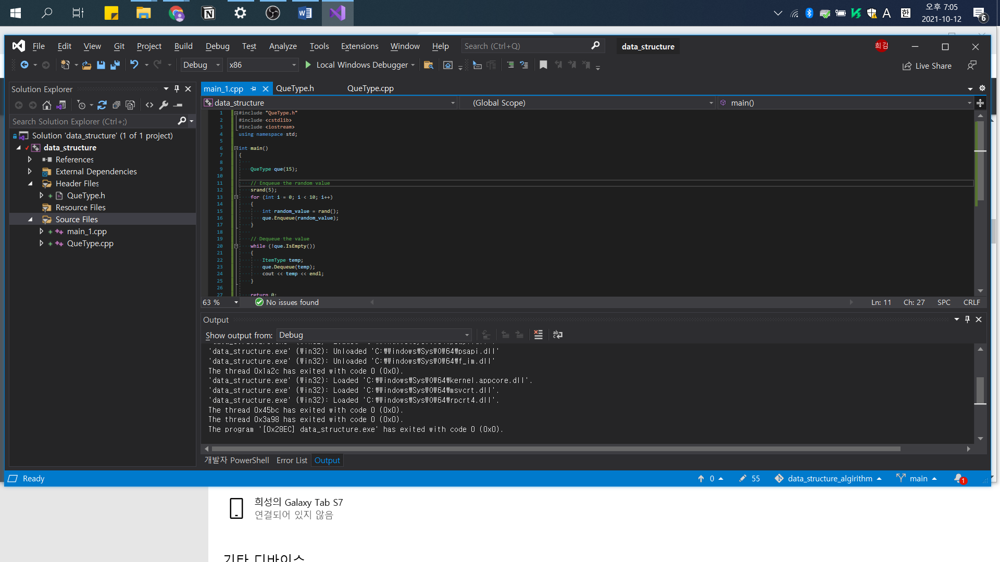 오후 7:05
2021-10-12
A
한
6
File Edit View Git Project Build Debug Test Analyze Tools Extensions Window Help
Search (Ctrl+Q)
data_structure
희김
Debug
x86
Local Windows Debugger
Live Share
Solution Explorer
Search Solution Explorer (Ctrl+;)
Solution 'data_structure' (1 of 1 project)
data_structure
References
External Dependencies
Header Files
QueType.h
Resource Files
Source Files
main_1.cpp
QueType.cpp
main_1.cpp QueType.h QueType.cpp
data_structure (Global Scope) main()
1 #include "QueType.h"
2 #include <cstdlib>
3 #include <iostream>
4 using namespace std;
5
6 int main()
7 {
8
9 QueType que(15);
10
11 // Enqueue the random value
12 srand(5);
13 for (int i = 0; i < 10; i++)
14 {
15 int random_value = rand();
16 que.Enqueue(random_value);
17 }
18
19 // Dequeue the value
20 while (!que.IsEmpty())
21 {
22 ItemType temp;
23 que.Dequeue(temp);
24 cout << temp << endl;
25 }
26
27 return 0;
63 % No issues found Ln: 11 Ch: 27 SPC CRLF
Output
Show output from: Debug
'data_structure.exe' (Win32): Unloaded 'C:₩Windows₩SysWOW64₩psapi.dll'
'data_structure.exe' (Win32): Unloaded 'C:₩Windows₩SysWOW64₩f_im.dll'
The thread 0x1a2c has exited with code 0 (0x0).
'data_structure.exe' (Win32): Loaded 'C:₩Windows₩SysWOW64₩kernel.appcore.dll'.
'data_structure.exe' (Win32): Loaded 'C:₩Windows₩SysWOW64₩msvcrt.dll'.
'data_structure.exe' (Win32): Loaded 'C:₩Windows₩SysWOW64₩rpcrt4.dll'.
The thread 0x45bc has exited with code 0 (0x0).
The thread 0x3a98 has exited with code 0 (0x0).
The program '[0x28EC] data_structure.exe' has exited with code 0 (0x0).
개발자 PowerShell Error List Output
Ready
0 55 data_structure_algirithm main 1
희성의 Galaxy Tab S7
연결되어 있지 않음
기타 디바이스